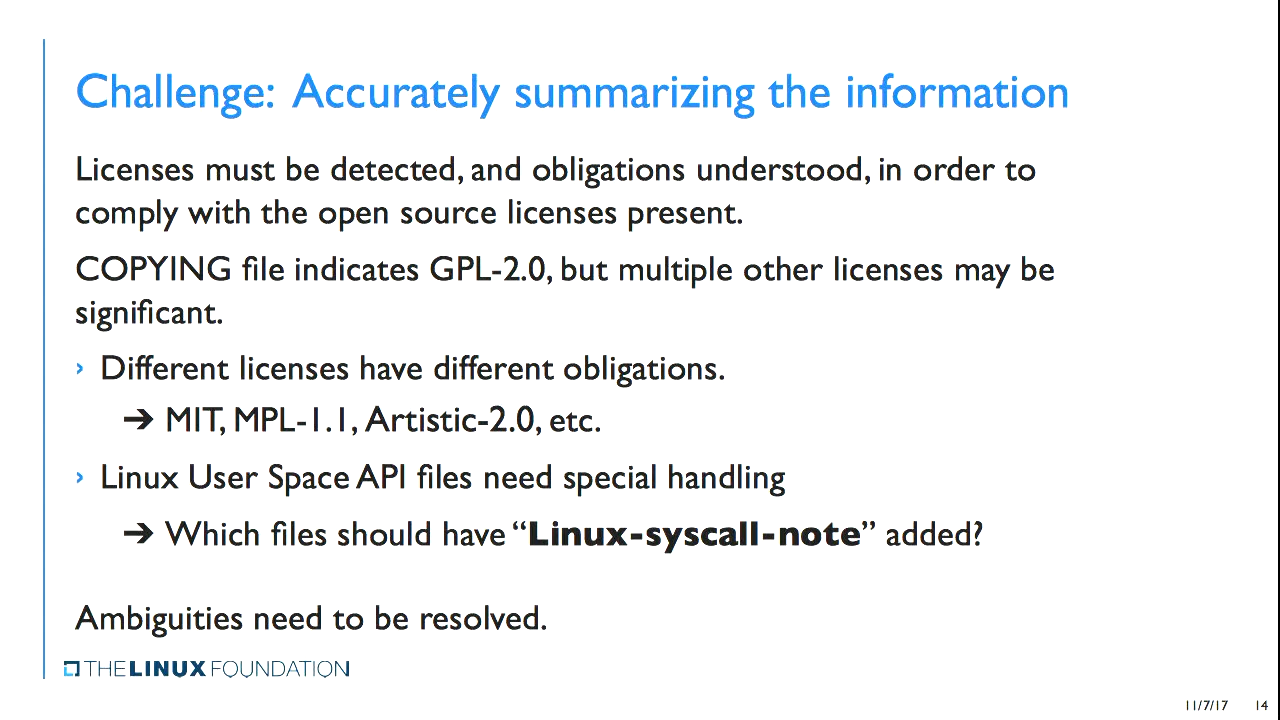 Challenge: Accurately summarizing the information
Licenses must be detected, and obligations understood, in order to
comply with the open source licenses present.
COPYING file indicates GPL-2.0, but multiple other licenses may be
significant.
› Different licenses have different obligations.
➔ MIT, MPL-1.1, Artistic-2.0, etc.
› Linux User Space API files need special handling
➔ Which files should have “Linux-syscall-note” added?
Ambiguities need to be resolved.
THE LINUX FOUNDATION
11/7/17 14